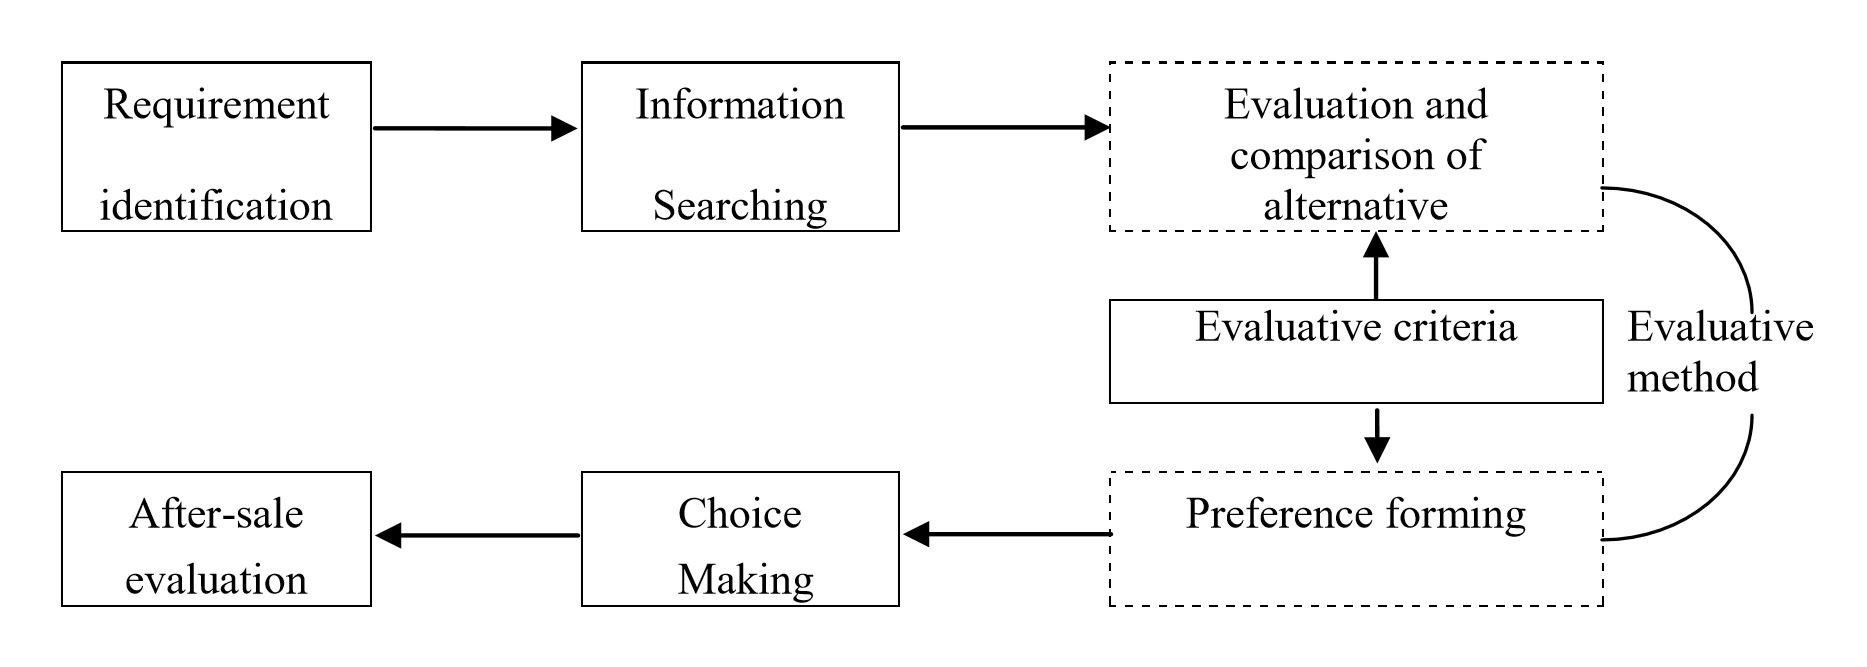 Requirement
identification
Information
Searching
Evaluation and
comparison of
alternative
Evaluative criteria
Evaluative
method
After-sale
evaluation
Choice
Making
Preference forming